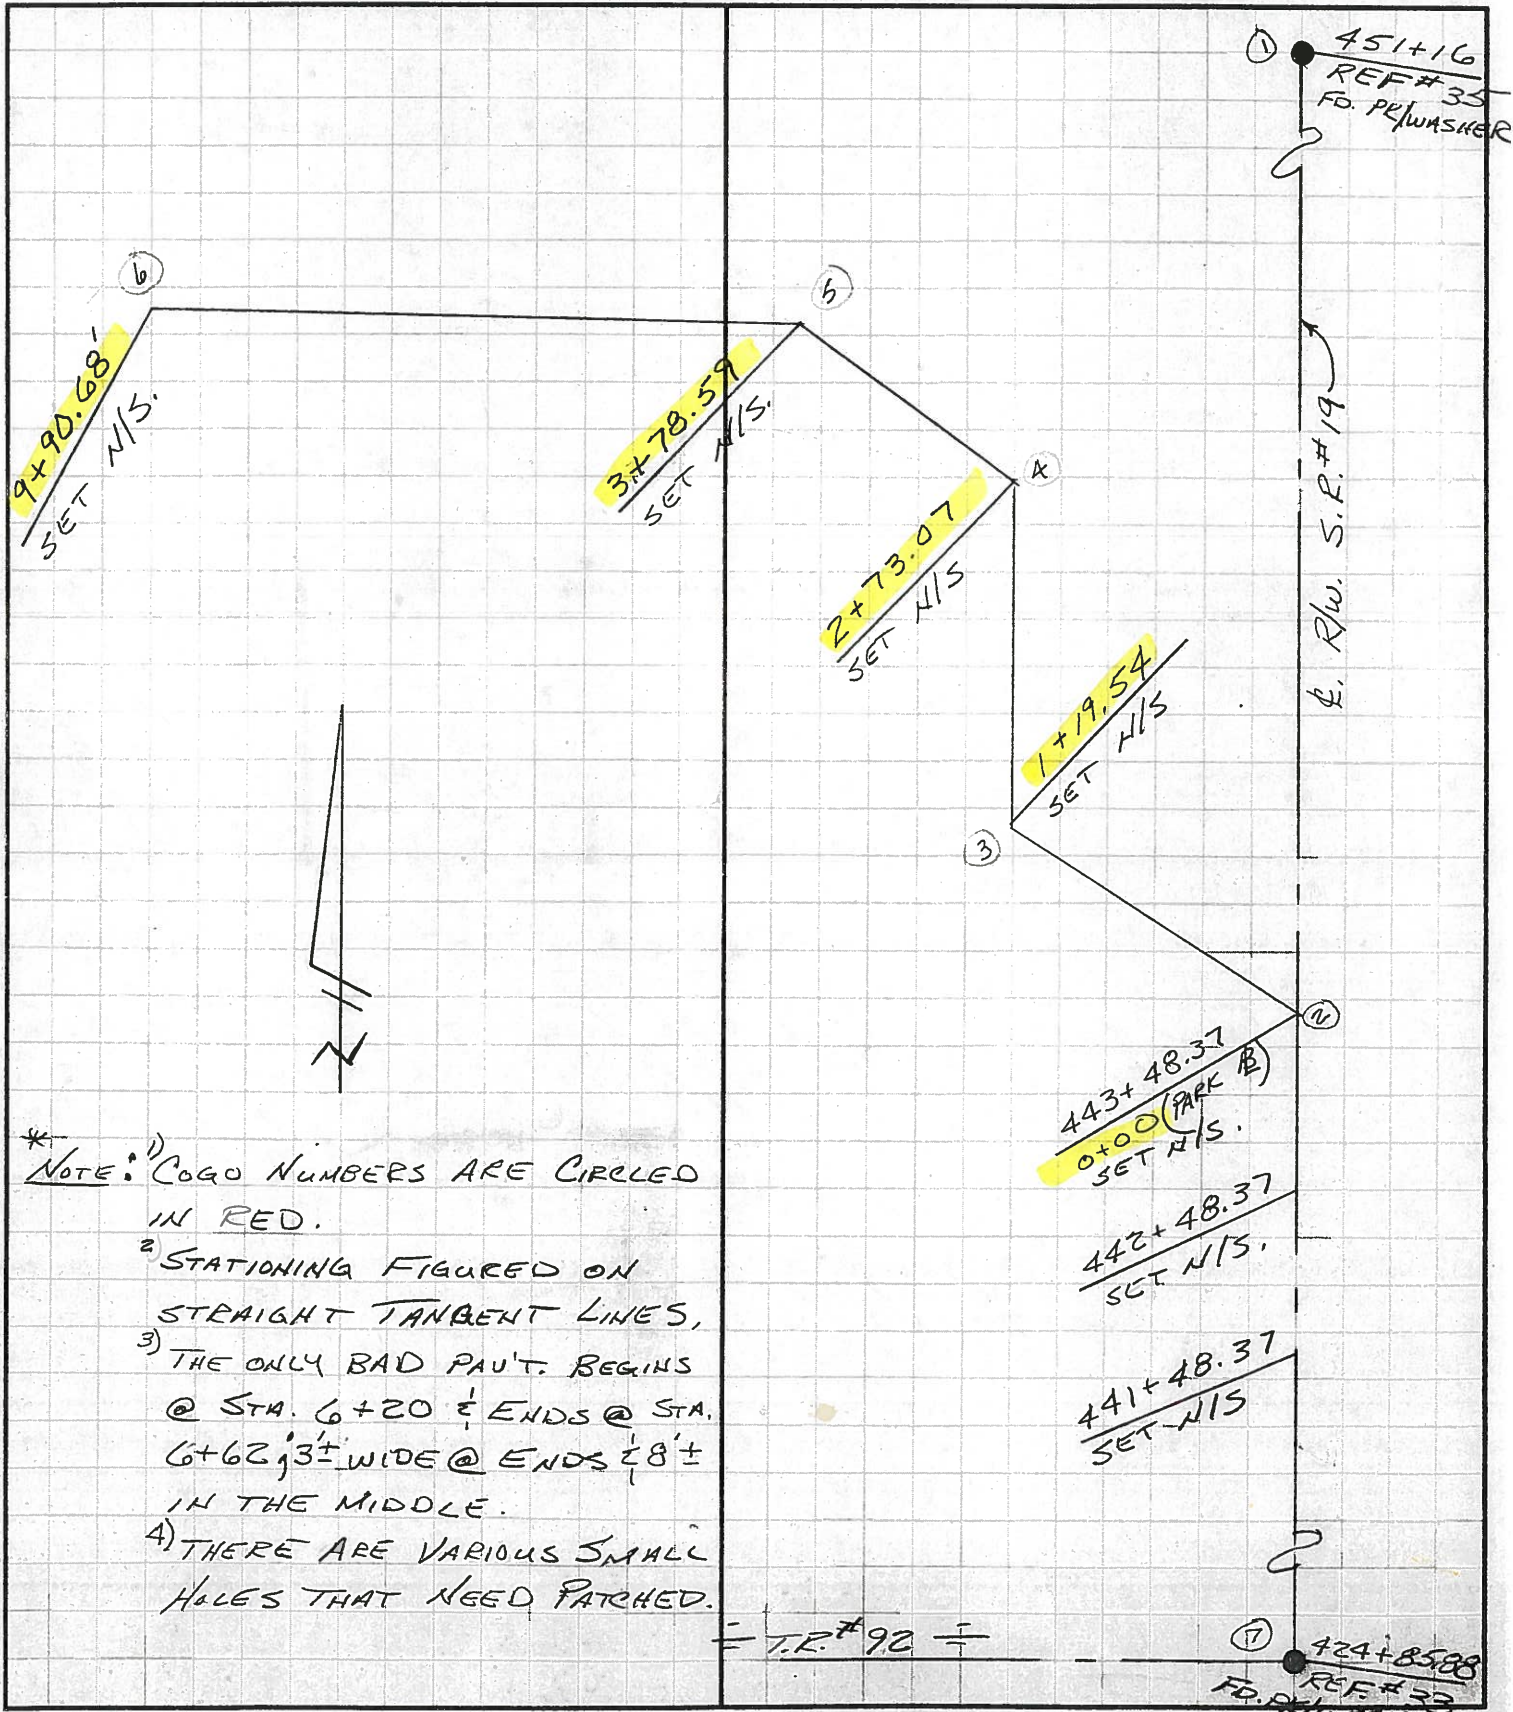 ① 451+16
REF # 35
FD. PK/WASHER
⑥
9+90.68'
SET N/S.
⑤
3+78.59
SET N/S.
④
2+73.07
SET N/S
℄. R/W. S.R. #19
1+19.54
SET N/S
③
②
443+48.37
0+00 (PARK ℄)
SET N/S.
442+48.37
SET N/S.
441+48.37
SET N/S
N
* NOTE: 1) COGO NUMBERS ARE CIRCLED
IN RED.
2) STATIONING FIGURED ON
STRAIGHT TANGENT LINES,
3) THE ONLY BAD PAV'T. BEGINS
@ STA. 6+20 & ENDS @ STA.
6+62; 3'± WIDE @ ENDS & 8'±
IN THE MIDDLE.
4) THERE ARE VARIOUS SMALL
HOLES THAT NEED PATCHED.
T.R. #92
⑦ 424+85.88
REF. # 33
FD.